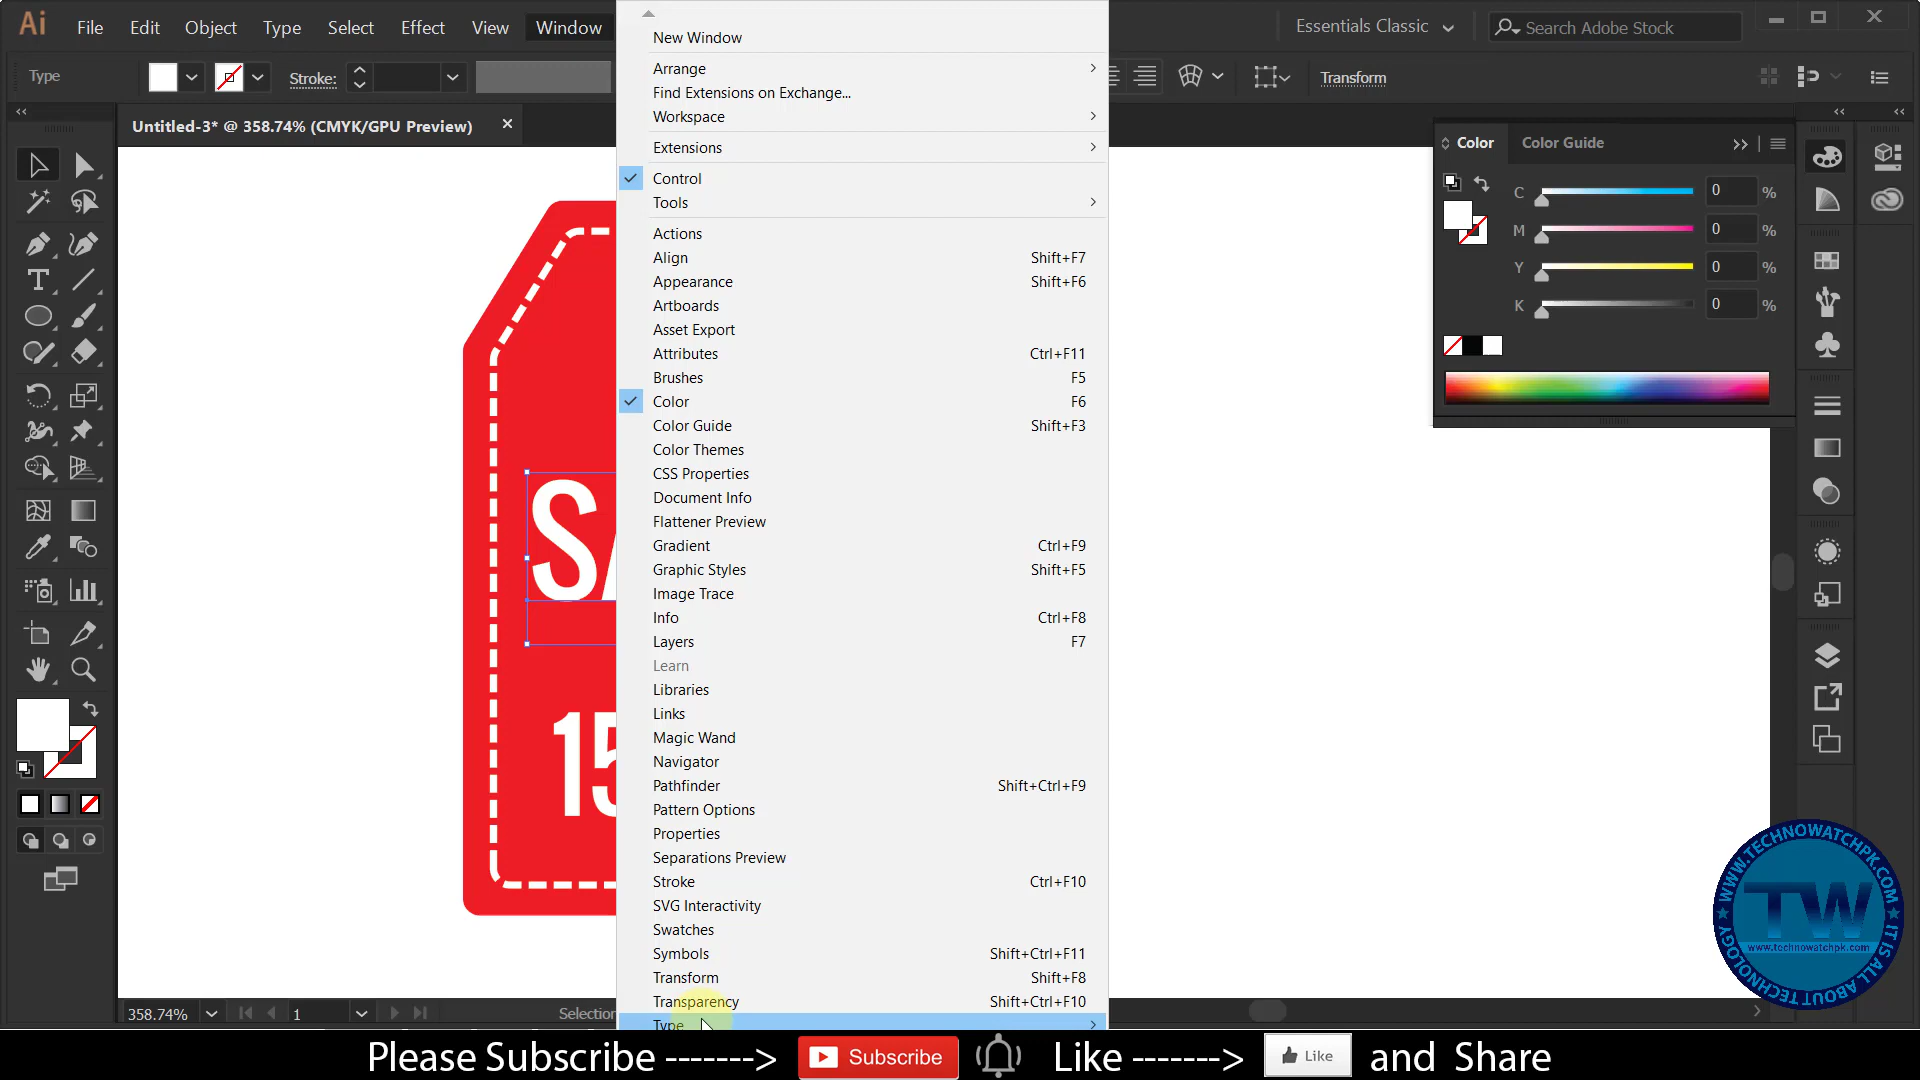 Ai File Edit Object Type Select Effect View Window
Essentials Classic
Search Adobe Stock
Type
Stroke:
Transform
Untitled-3* @ 358.74% (CMYK/GPU Preview)
New Window
Arrange
Find Extensions on Exchange...
Workspace
Extensions
Control
Tools
Actions
Align Shift+F7
Appearance Shift+F6
Artboards
Asset Export
Attributes Ctrl+F11
Brushes F5
Color F6
Color Guide Shift+F3
Color Themes
CSS Properties
Document Info
Flattener Preview
Gradient Ctrl+F9
Graphic Styles Shift+F5
Image Trace
Info Ctrl+F8
Layers F7
Learn
Libraries
Links
Magic Wand
Navigator
Pathfinder Shift+Ctrl+F9
Pattern Options
Properties
Separations Preview
Stroke Ctrl+F10
SVG Interactivity
Swatches
Symbols Shift+Ctrl+F11
Transform Shift+F8
Transparency Shift+Ctrl+F10
Type
SA
15
Color Color Guide
C 0 %
M 0 %
Y 0 %
K 0 %
358.74%
1
Selection
WWW.TECHNOWATCHPK.COM
TW
www.technowatchpk.com
IT IS ALL ABOUT TECHNOLOGY
Please Subscribe -------> Subscribe Like -------> Like and Share